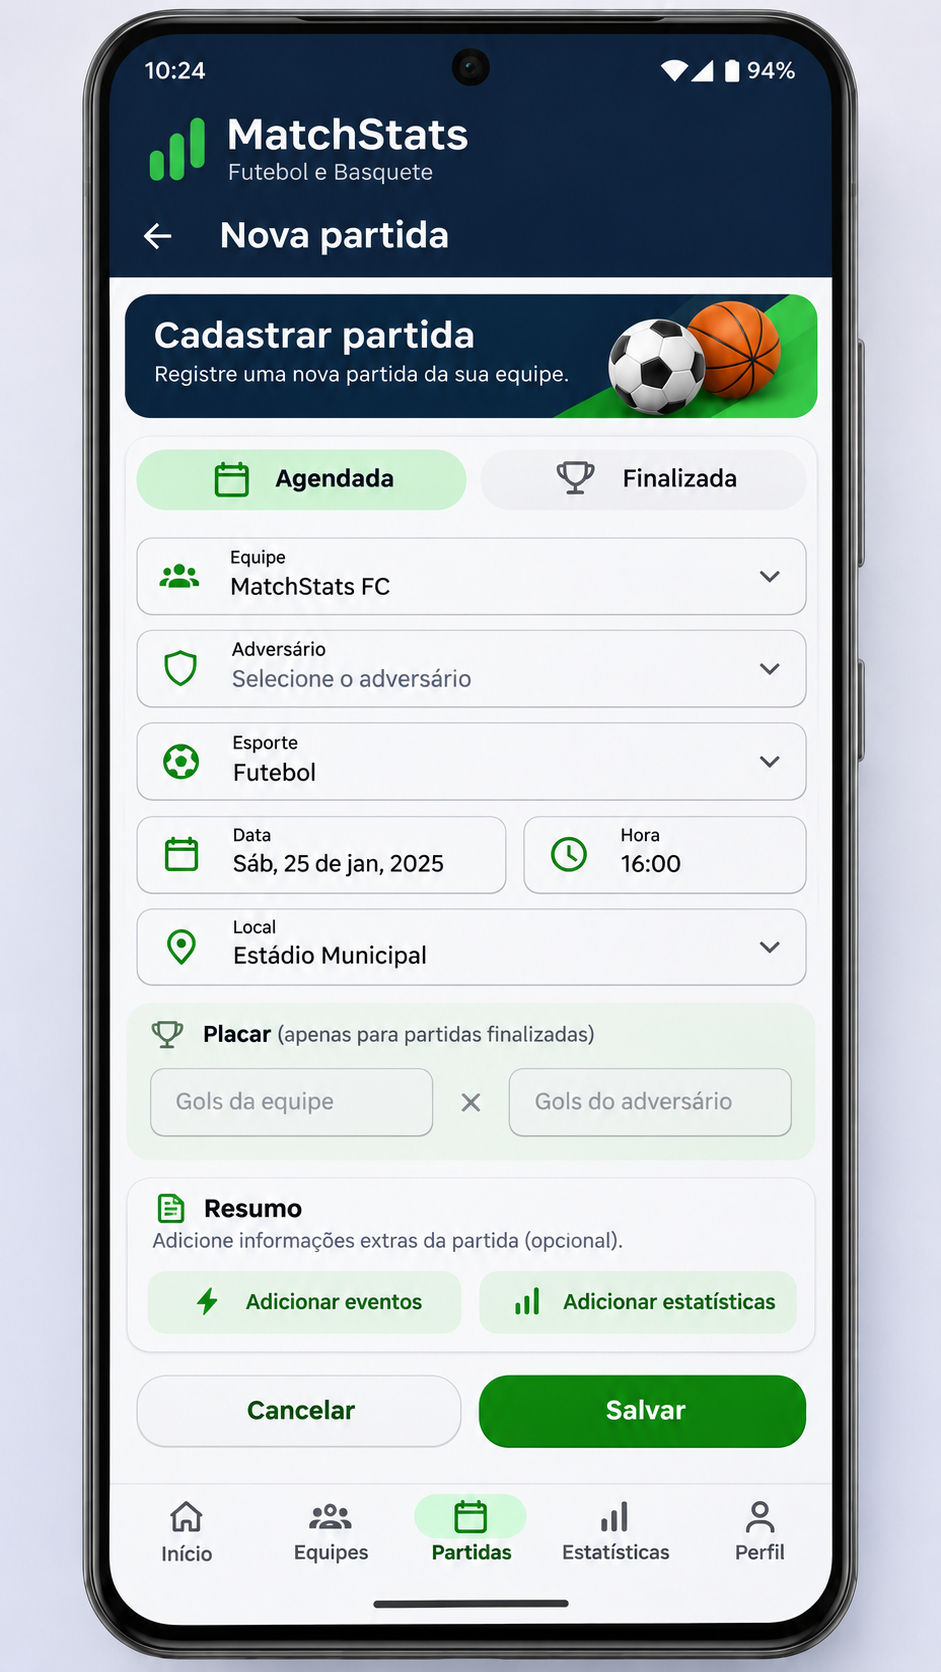 10:24
94%
MatchStats
Futebol e Basquete
Nova partida
Cadastrar partida
Registre uma nova partida da sua equipe.
Agendada
Finalizada
Equipe
MatchStats FC
Adversário
Selecione o adversário
Esporte
Futebol
Data
Sáb, 25 de jan, 2025
Hora
16:00
Local
Estádio Municipal
Placar (apenas para partidas finalizadas)
Gols da equipe
×
Gols do adversário
Resumo
Adicione informações extras da partida (opcional).
Adicionar eventos
Adicionar estatísticas
Cancelar
Salvar
Início
Equipes
Partidas
Estatísticas
Perfil